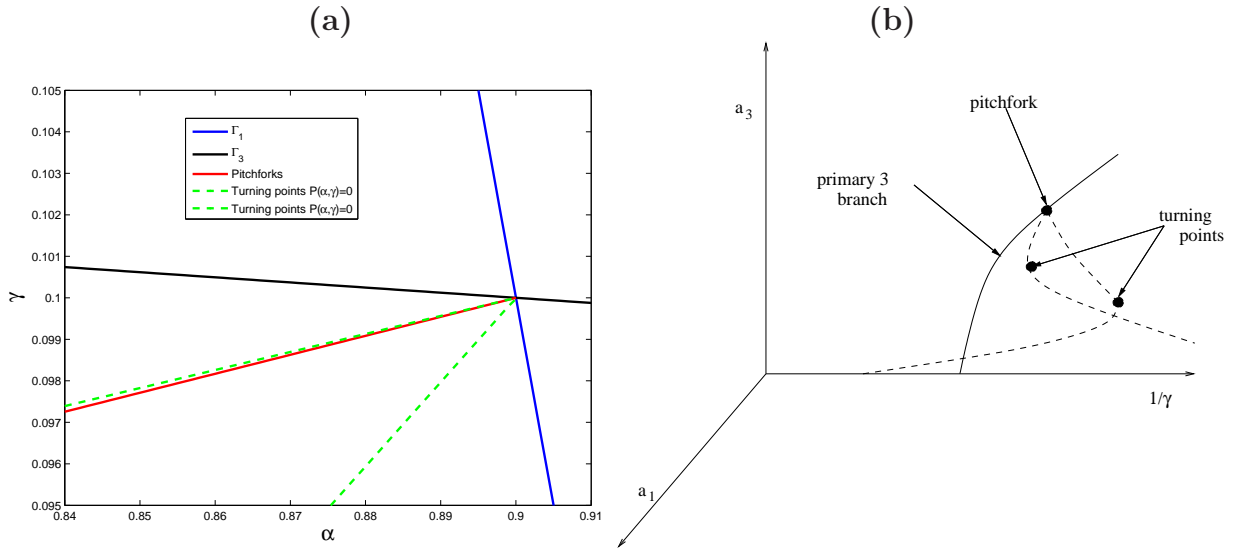 (a)
0.105
0.104
0.103
0.102
0.101
0.1
0.099
0.098
0.097
0.096
0.095
γ
Γ1
Γ3
Pitchforks
Turning points P(α,γ)=0
Turning points P(α,γ)=0
0.84 0.85 0.86 0.87 0.88 0.89 0.9 0.91
α
(b)
a3
pitchfork
primary 3
branch
turning
points
1/γ
a1